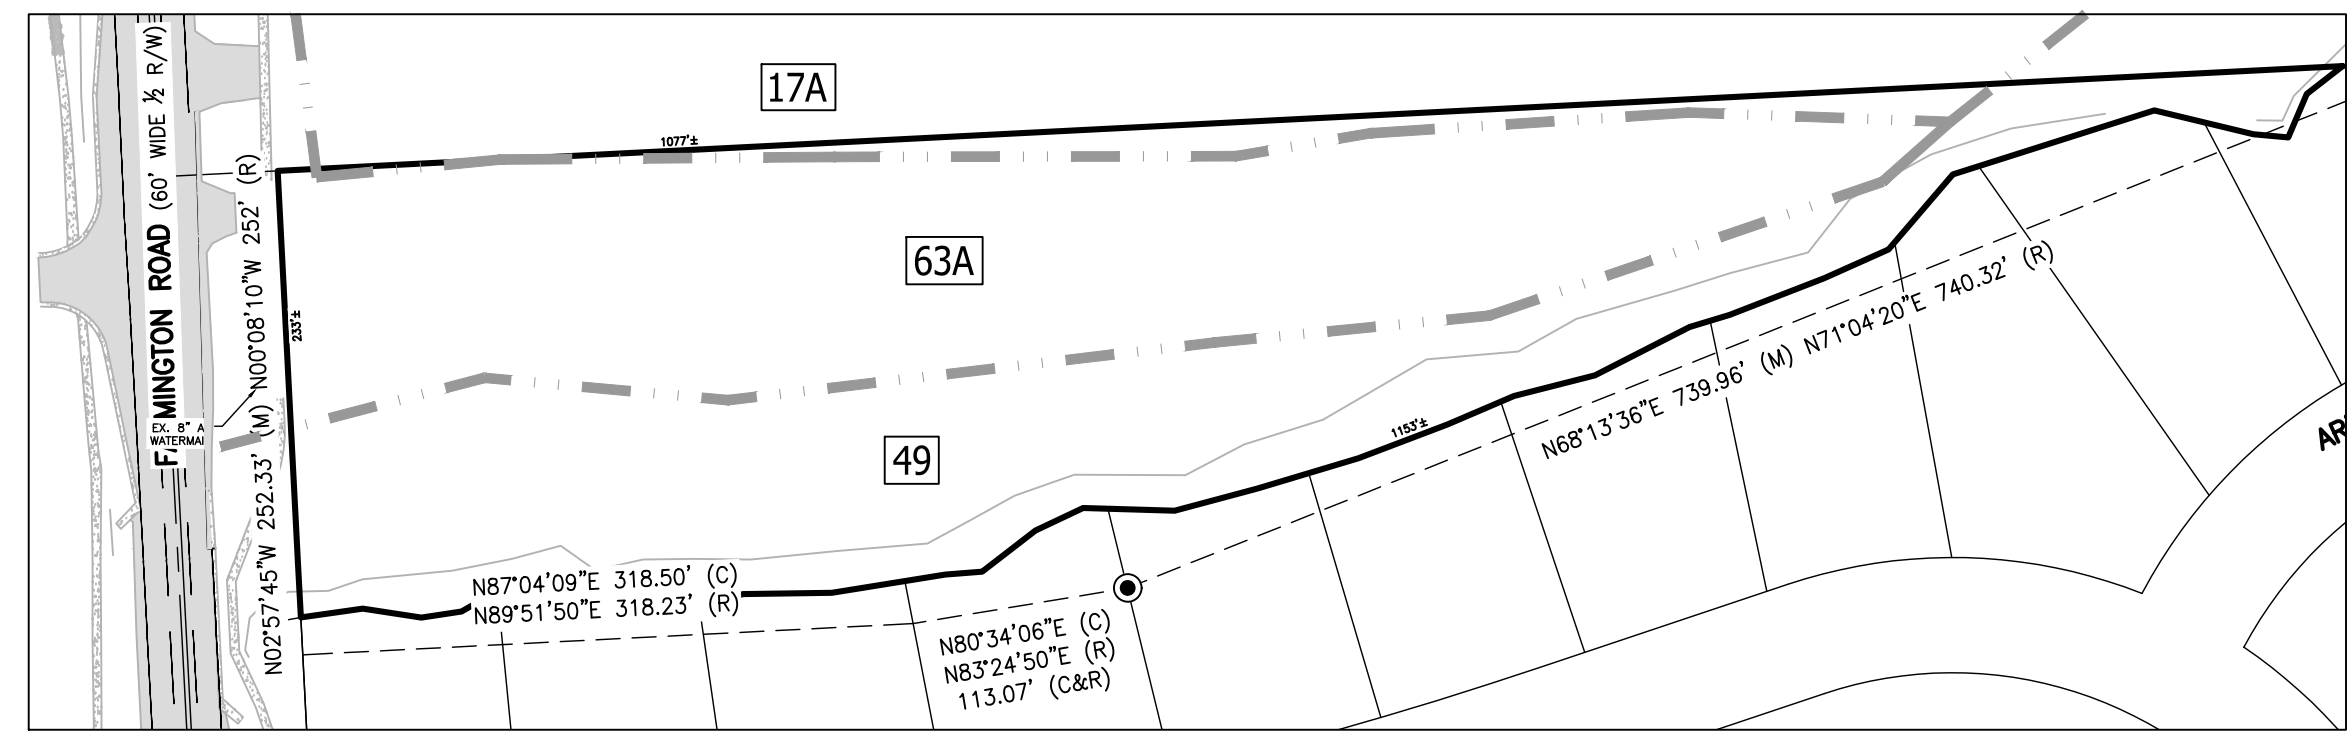 17A
1077'±
63A
49
233'±
1153'±
FA MINGTON ROAD (60' WIDE ½ R/W)
EX. 8" A
WATERMAI
N02°57'45"W 252.33' (M) N00°08'10"W 252' (R)
N87°04'09"E 318.50' (C)
N89°51'50"E 318.23' (R)
N80°34'06"E (C)
N83°24'50"E (R)
113.07' (C&R)
N68°13'36"E 739.96' (M) N71°04'20"E 740.32' (R)
AR